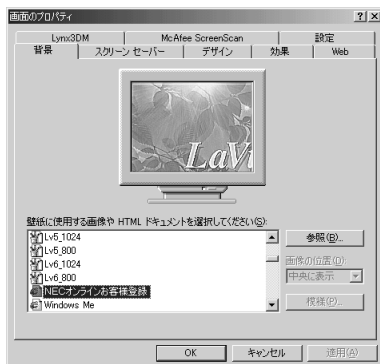 画面のプロパティ
Lynx3DM McAfee ScreenScan 設定
背景 スクリーン セーバー デザイン 効果 Web
LaVi
壁紙に使用する画像や HTML ドキュメントを選択してください(S):
Lv5_1024
Lv5_800
Lv6_1024
Lv6_800
NECオンラインお客様登録
Windows Me
参照(B)...
画像の位置(D):
中央に表示
模様(P)...
OK キャンセル 適用(A)